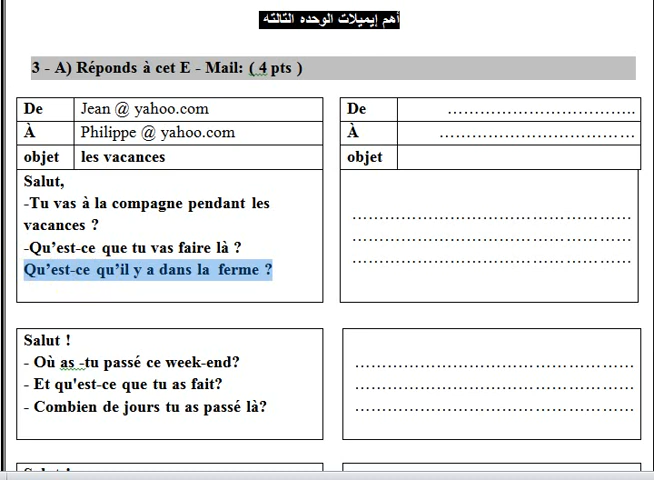 أهم إيميلات الوحده الثالثه
3 - A) Réponds à cet E - Mail: ( 4 pts )
De Jean @ yahoo.com
À Philippe @ yahoo.com
objet les vacances
Salut,
-Tu vas à la compagne pendant les
vacances ?
-Qu’est-ce que tu vas faire là ?
Qu’est-ce qu’il y a dans la ferme ?
De ………………………………
À ………………………………
objet
………………………………………………
………………………………………………
………………………………………………
Salut !
- Où as -tu passé ce week-end?
- Et qu'est-ce que tu as fait?
- Combien de jours tu as passé là?
………………………………………………
………………………………………………
………………………………………………